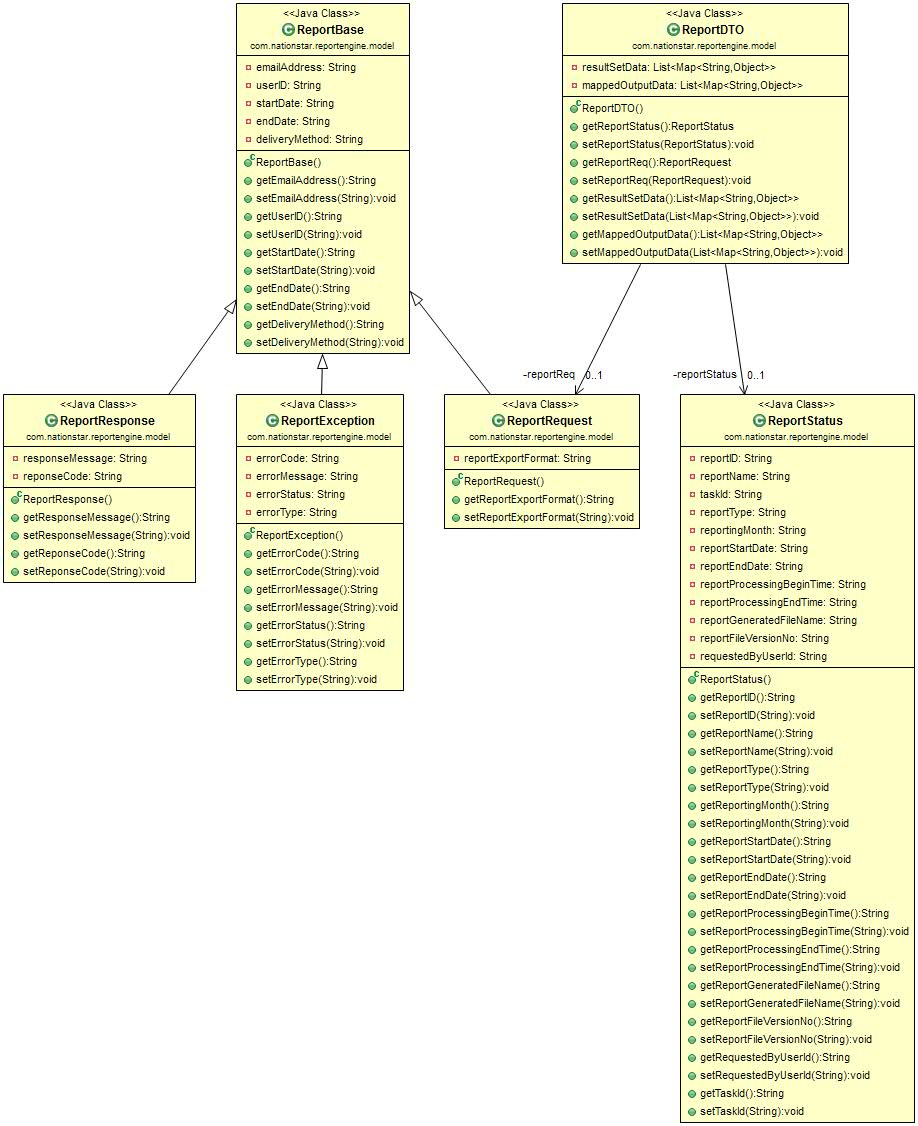 <<Java Class>>
ReportBase
com.nationstar.reportengine.model
emailAddress: String
userID: String
startDate: String
endDate: String
deliveryMethod: String
ReportBase()
getEmailAddress():String
setEmailAddress(String):void
getUserID():String
setUserID(String):void
getStartDate():String
setStartDate(String):void
getEndDate():String
setEndDate(String):void
getDeliveryMethod():String
setDeliveryMethod(String):void
<<Java Class>>
ReportDTO
com.nationstar.reportengine.model
resultSetData: List<Map<String,Object>>
mappedOutputData: List<Map<String,Object>>
ReportDTO()
getReportStatus():ReportStatus
setReportStatus(ReportStatus):void
getReportReq():ReportRequest
setReportReq(ReportRequest):void
getResultSetData():List<Map<String,Object>>
setResultSetData(List<Map<String,Object>>):void
getMappedOutputData():List<Map<String,Object>>
setMappedOutputData(List<Map<String,Object>>):void
-reportReq 0..1
-reportStatus 0..1
<<Java Class>>
ReportResponse
com.nationstar.reportengine.model
responseMessage: String
reponseCode: String
ReportResponse()
getResponseMessage():String
setResponseMessage(String):void
getReponseCode():String
setReponseCode(String):void
<<Java Class>>
ReportException
com.nationstar.reportengine.model
errorCode: String
errorMessage: String
errorStatus: String
errorType: String
ReportException()
getErrorCode():String
setErrorCode(String):void
getErrorMessage():String
setErrorMessage(String):void
getErrorStatus():String
setErrorStatus(String):void
getErrorType():String
setErrorType(String):void
<<Java Class>>
ReportRequest
com.nationstar.reportengine.model
reportExportFormat: String
ReportRequest()
getReportExportFormat():String
setReportExportFormat(String):void
<<Java Class>>
ReportStatus
com.nationstar.reportengine.model
reportID: String
reportName: String
taskId: String
reportType: String
reportingMonth: String
reportStartDate: String
reportEndDate: String
reportProcessingBeginTime: String
reportProcessingEndTime: String
reportGeneratedFileName: String
reportFileVersionNo: String
requestedByUserId: String
ReportStatus()
getReportID():String
setReportID(String):void
getReportName():String
setReportName(String):void
getReportType():String
setReportType(String):void
getReportingMonth():String
setReportingMonth(String):void
getReportStartDate():String
setReportStartDate(String):void
getReportEndDate():String
setReportEndDate(String):void
getReportProcessingBeginTime():String
setReportProcessingBeginTime(String):void
getReportProcessingEndTime():String
setReportProcessingEndTime(String):void
getReportGeneratedFileName():String
setReportGeneratedFileName(String):void
getReportFileVersionNo():String
setReportFileVersionNo(String):void
getRequestedByUserId():String
setRequestedByUserId(String):void
getTaskId():String
setTaskId(String):void